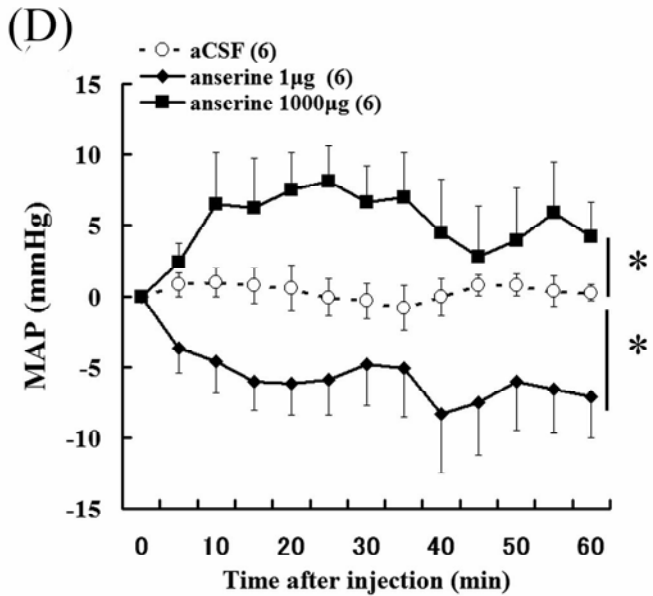 (D)
aCSF (6)
anserine 1μg (6)
anserine 1000μg (6)
15
10
5
0
-5
-10
-15
MAP (mmHg)
*
*
0 10 20 30 40 50 60
Time after injection (min)